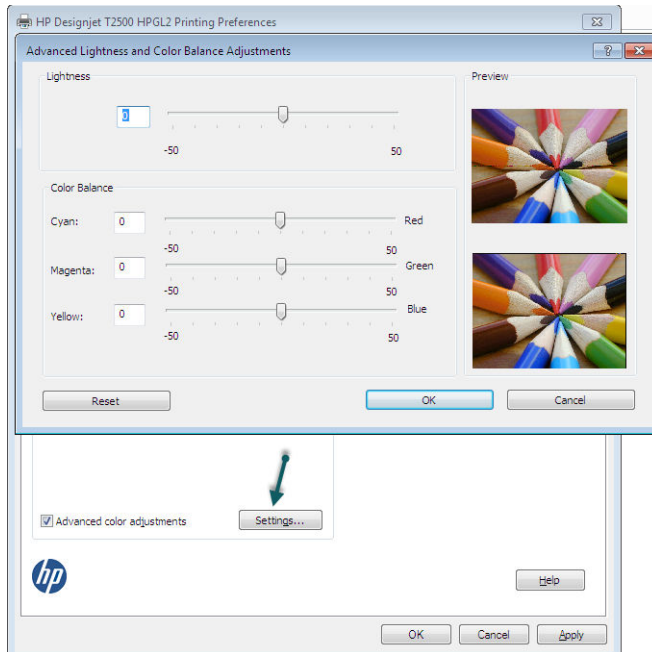 HP Designjet T2500 HPGL2 Printing Preferences
Advanced Lightness and Color Balance Adjustments
Lightness
0
-50 50
Color Balance
Cyan: 0 Red
-50 50
Magenta: 0 Green
-50 50
Yellow: 0 Blue
-50 50
Preview
Reset OK Cancel
Advanced color adjustments Settings...
hp
Help
OK Cancel Apply